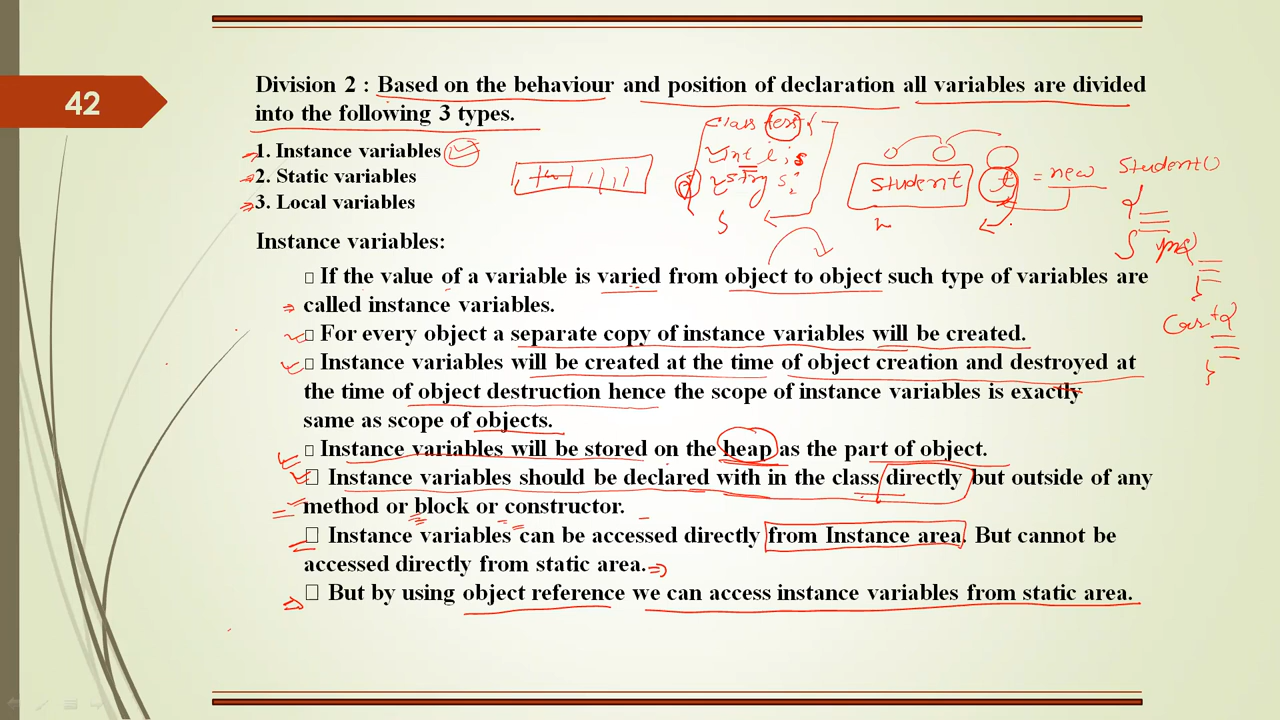 42
Division 2 : Based on the behaviour and position of declaration all variables are divided
into the following 3 types.
1. Instance variables
2. Static variables
3. Local variables
class test {
int i;
s;
}
student t = new Student()
{
}
{
}
{
}
Instance variables:
If the value of a variable is varied from object to object such type of variables are
called instance variables.
For every object a separate copy of instance variables will be created.
Instance variables will be created at the time of object creation and destroyed at
the time of object destruction hence the scope of instance variables is exactly
same as scope of objects.
Instance variables will be stored on the heap as the part of object.
Instance variables should be declared with in the class directly but outside of any
method or block or constructor.
Instance variables can be accessed directly from Instance area. But cannot be
accessed directly from static area.
But by using object reference we can access instance variables from static area.